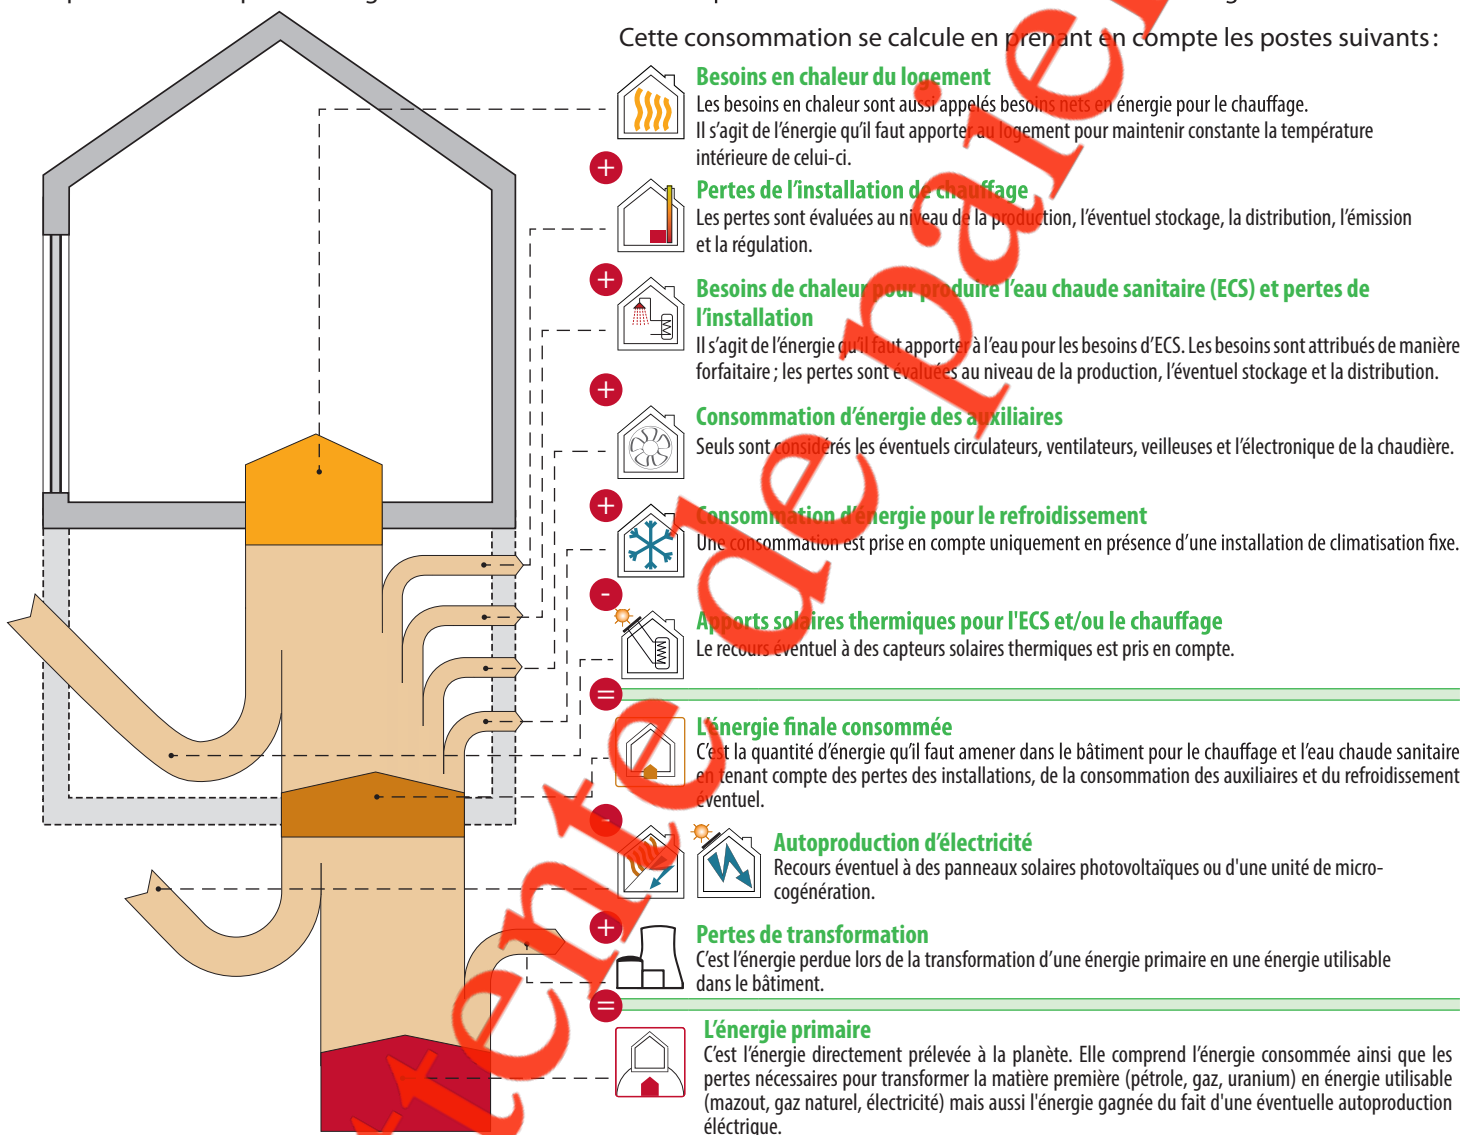 Cette consommation se calcule en prenant en compte les postes suivants :
Besoins en chaleur du logement
Les besoins en chaleur sont aussi appelés besoins nets en énergie pour le chauffage.
Il s'agit de l'énergie qu'il faut apporter au logement pour maintenir constante la température
intérieure de celui-ci.
+
Pertes de l'installation de chauffage
Les pertes sont évaluées au niveau de la production, l'éventuel stockage, la distribution, l'émission
et la régulation.
+
Besoins de chaleur pour produire l'eau chaude sanitaire (ECS) et pertes de
l'installation
Il s'agit de l'énergie qu'il faut apporter à l'eau pour les besoins d'ECS. Les besoins sont attribués de manière
forfaitaire ; les pertes sont évaluées au niveau de la production, l'éventuel stockage et la distribution.
+
Consommation d'énergie des auxiliaires
Seuls sont considérés les éventuels circulateurs, ventilateurs, veilleuses et l'électronique de la chaudière.
+
Consommation d'énergie pour le refroidissement
Une consommation est prise en compte uniquement en présence d'une installation de climatisation fixe.
-
Apports solaires thermiques pour l'ECS et/ou le chauffage
Le recours éventuel à des capteurs solaires thermiques est pris en compte.
=
L'énergie finale consommée
C'est la quantité d'énergie qu'il faut amener dans le bâtiment pour le chauffage et l'eau chaude sanitaire
en tenant compte des pertes des installations, de la consommation des auxiliaires et du refroidissement
éventuel.
-
Autoproduction d'électricité
Recours éventuel à des panneaux solaires photovoltaïques ou d'une unité de micro-
cogénération.
+
Pertes de transformation
C'est l'énergie perdue lors de la transformation d'une énergie primaire en une énergie utilisable
dans le bâtiment.
=
L'énergie primaire
C'est l'énergie directement prélevée à la planète. Elle comprend l'énergie consommée ainsi que les
pertes nécessaires pour transformer la matière première (pétrole, gaz, uranium) en énergie utilisable
(mazout, gaz naturel, électricité) mais aussi l'énergie gagnée du fait d'une éventuelle autoproduction
éléctrique.
tente de paie